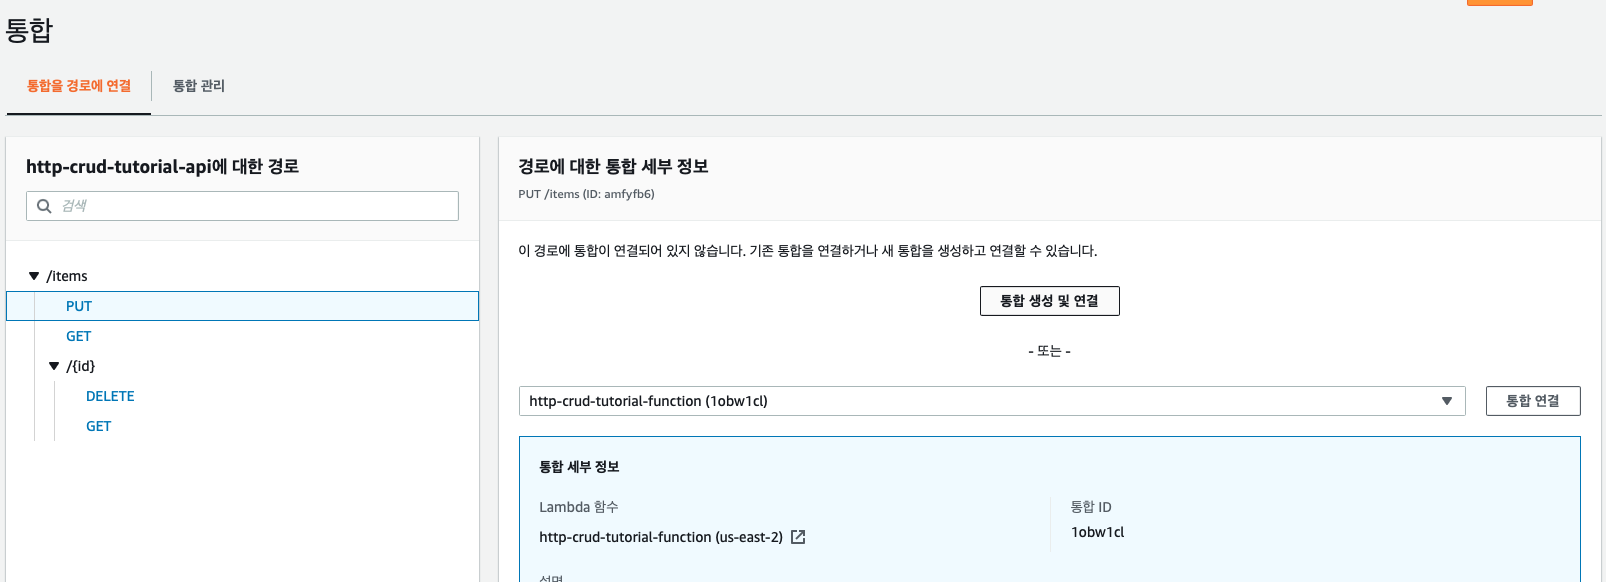 통합
통합을 경로에 연결
통합 관리
http-crud-tutorial-api에 대한 경로
검색
/items
PUT
GET
/{id}
DELETE
GET
경로에 대한 통합 세부 정보
PUT /items (ID: amfyfb6)
이 경로에 통합이 연결되어 있지 않습니다. 기존 통합을 연결하거나 새 통합을 생성하고 연결할 수 있습니다.
통합 생성 및 연결
- 또는 -
http-crud-tutorial-function (1obw1cl)
통합 연결
통합 세부 정보
Lambda 함수
http-crud-tutorial-function (us-east-2)
통합 ID
1obw1cl
설명